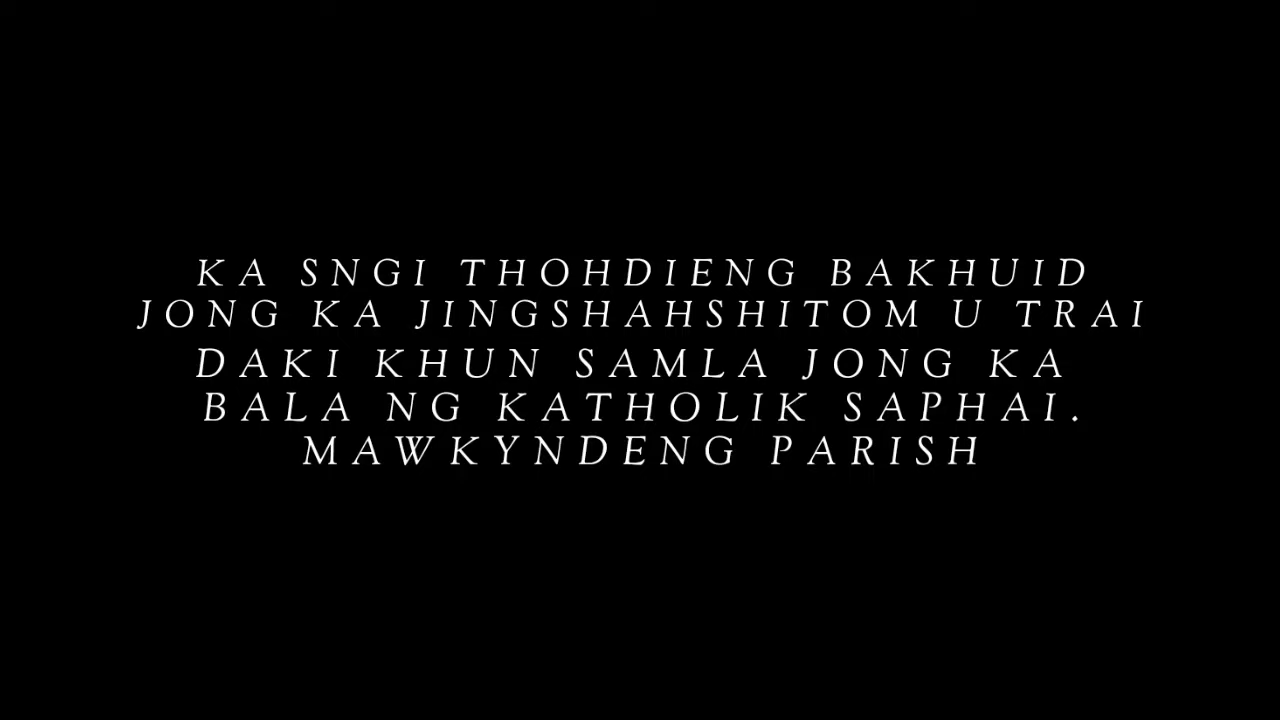 KA SNGI THOHDIENG BAKHUID
JONG KA JINGSHAHSHITOM U TRAI
DAKI KHUN SAMLA JONG KA
BALA NG KATHOLIK SAPHAI.
MAWKYNDENG PARISH